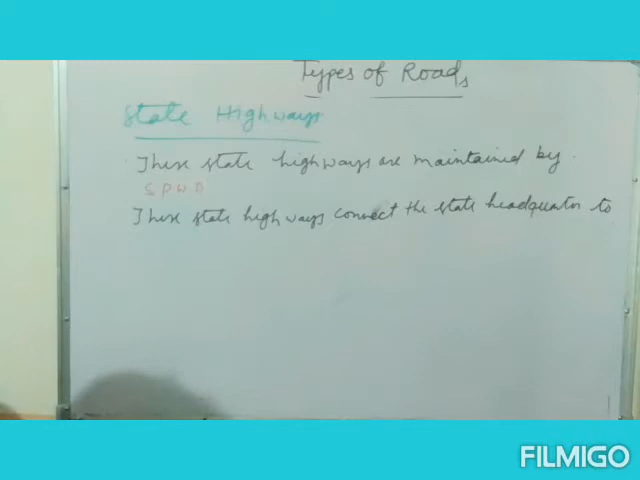 Types of Roads
State Highways
These state highways are maintained by.
SPWD
These state highways connect the state headquator to
FILMIGO